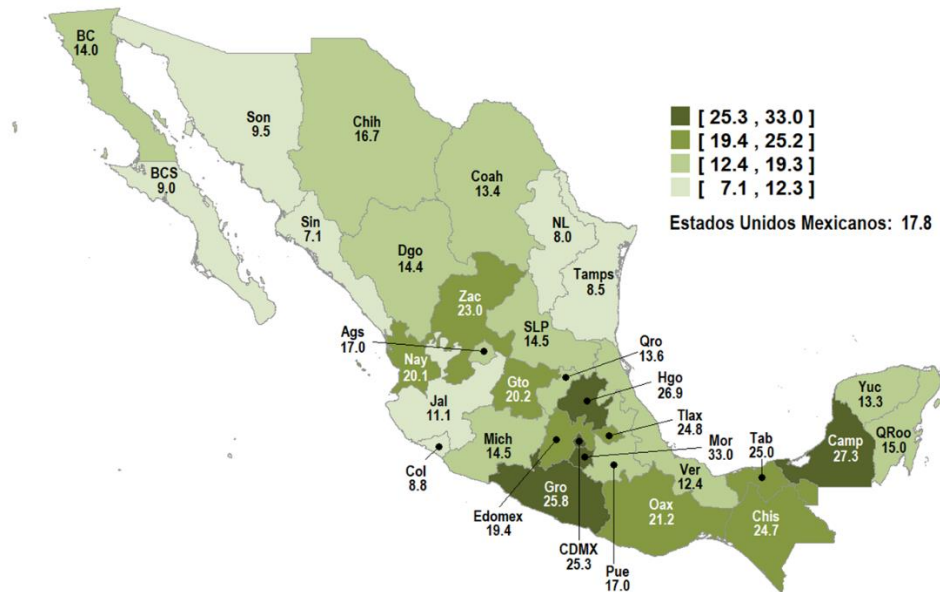 BC
14.0
Son
9.5
Chih
16.7
Coah
13.4
BCS
9.0
Sin
7.1
Dgo
14.4
NL
8.0
Tamps
8.5
Zac
23.0
SLP
14.5
Ags
17.0
Nay
20.1
Gto
20.2
Jal
11.1
Qro
13.6
Hgo
26.9
Tlax
24.8
Mor
33.0
Col
8.8
Mich
14.5
Edomex
19.4
Gro
25.8
CDMX
25.3
Pue
17.0
Ver
12.4
Oax
21.2
Tab
25.0
Chis
24.7
Camp
27.3
Yuc
13.3
QRoo
15.0
[ 25.3 , 33.0 ]
[ 19.4 , 25.2 ]
[ 12.4 , 19.3 ]
[ 7.1 , 12.3 ]
Estados Unidos Mexicanos: 17.8